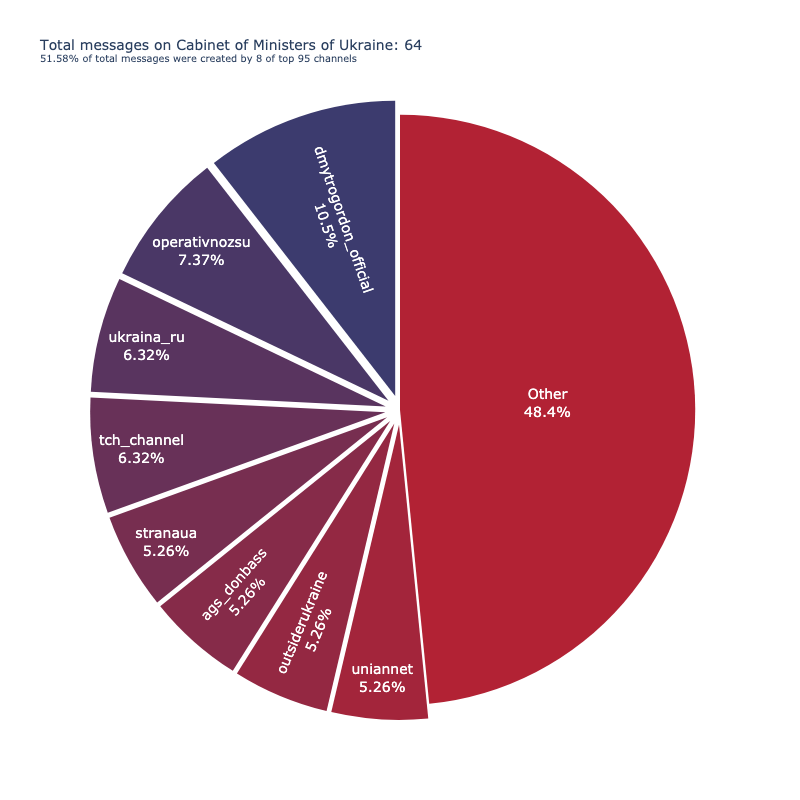 Total messages on Cabinet of Ministers of Ukraine: 64
51.58% of total messages were created by 8 of top 95 channels
dmytrogordon_official
10.5%
operativnozsu
7.37%
ukraina_ru
6.32%
tch_channel
6.32%
stranaua
5.26%
ags_donbass
5.26%
outsiderukraine
5.26%
uniannet
5.26%
Other
48.4%